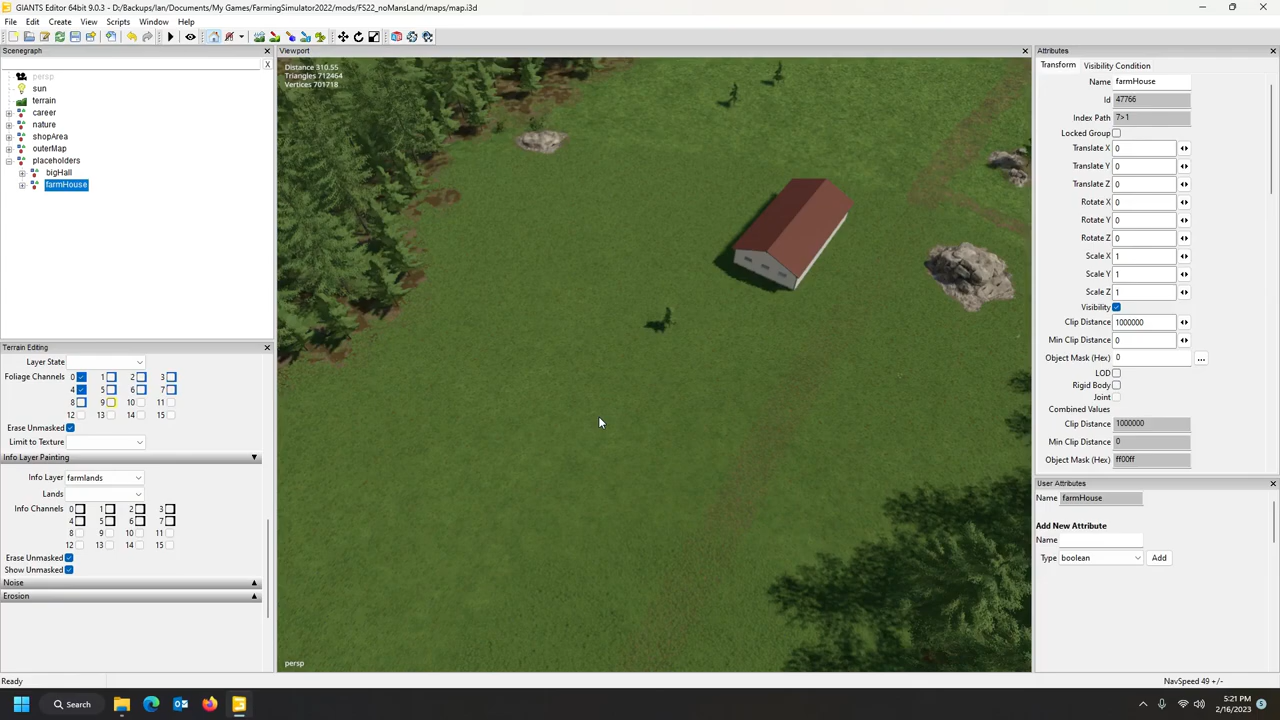 GIANTS Editor 64bit 9.0.3 - D:/Backups/Ian/Documents/My Games/FarmingSimulator2022/mods/FS22_noMansLand/maps/map.i3d
File Edit Create View Scripts Window Help
Scenegraph
X
persp
sun
terrain
career
nature
shopArea
outerMap
placeholders
bigHall
farmHouse
Terrain Editing
Layer State
Foliage Channels 0 1 2 3
4 5 6 7
8 9 10 11
12 13 14 15
Erase Unmasked
Limit to Texture
Info Layer Painting
Info Layer farmlands
Lands
Info Channels 0 1 2 3
4 5 6 7
8 9 10 11
12 13 14 15
Erase Unmasked
Show Unmasked
Noise
Erosion
Viewport
Distance 310.55
Triangles 712464
Vertices 701718
persp
Attributes
Transform Visibility Condition
Name farmHouse
Id 47766
Index Path 7>1
Locked Group
Translate X 0
Translate Y 0
Translate Z 0
Rotate X 0
Rotate Y 0
Rotate Z 0
Scale X 1
Scale Y 1
Scale Z 1
Visibility
Clip Distance 1000000
Min Clip Distance 0
Object Mask (Hex) 0 ...
LOD
Rigid Body
Joint
Combined Values
Clip Distance 1000000
Min Clip Distance 0
Object Mask (Hex) ff00ff
User Attributes
Name farmHouse
Add New Attribute
Name
Type boolean Add
Ready
NavSpeed 49 +/-
Search
5:21 PM
2/16/2023